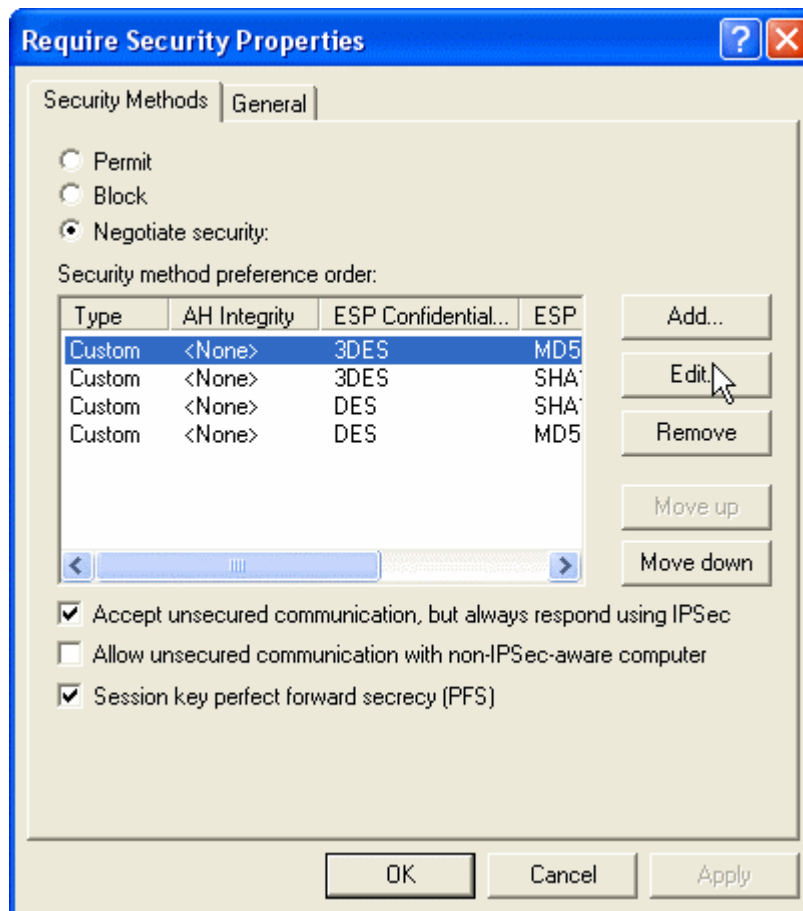 Require Security Properties
Security Methods General
Permit
Block
Negotiate security:
Security method preference order:
Type AH Integrity ESP Confidential... ESP
Custom <None> 3DES MD5
Custom <None> 3DES SHA1
Custom <None> DES SHA1
Custom <None> DES MD5
Add...
Edit...
Remove
Move up
Move down
Accept unsecured communication, but always respond using IPSec
Allow unsecured communication with non-IPSec-aware computer
Session key perfect forward secrecy (PFS)
OK Cancel Apply